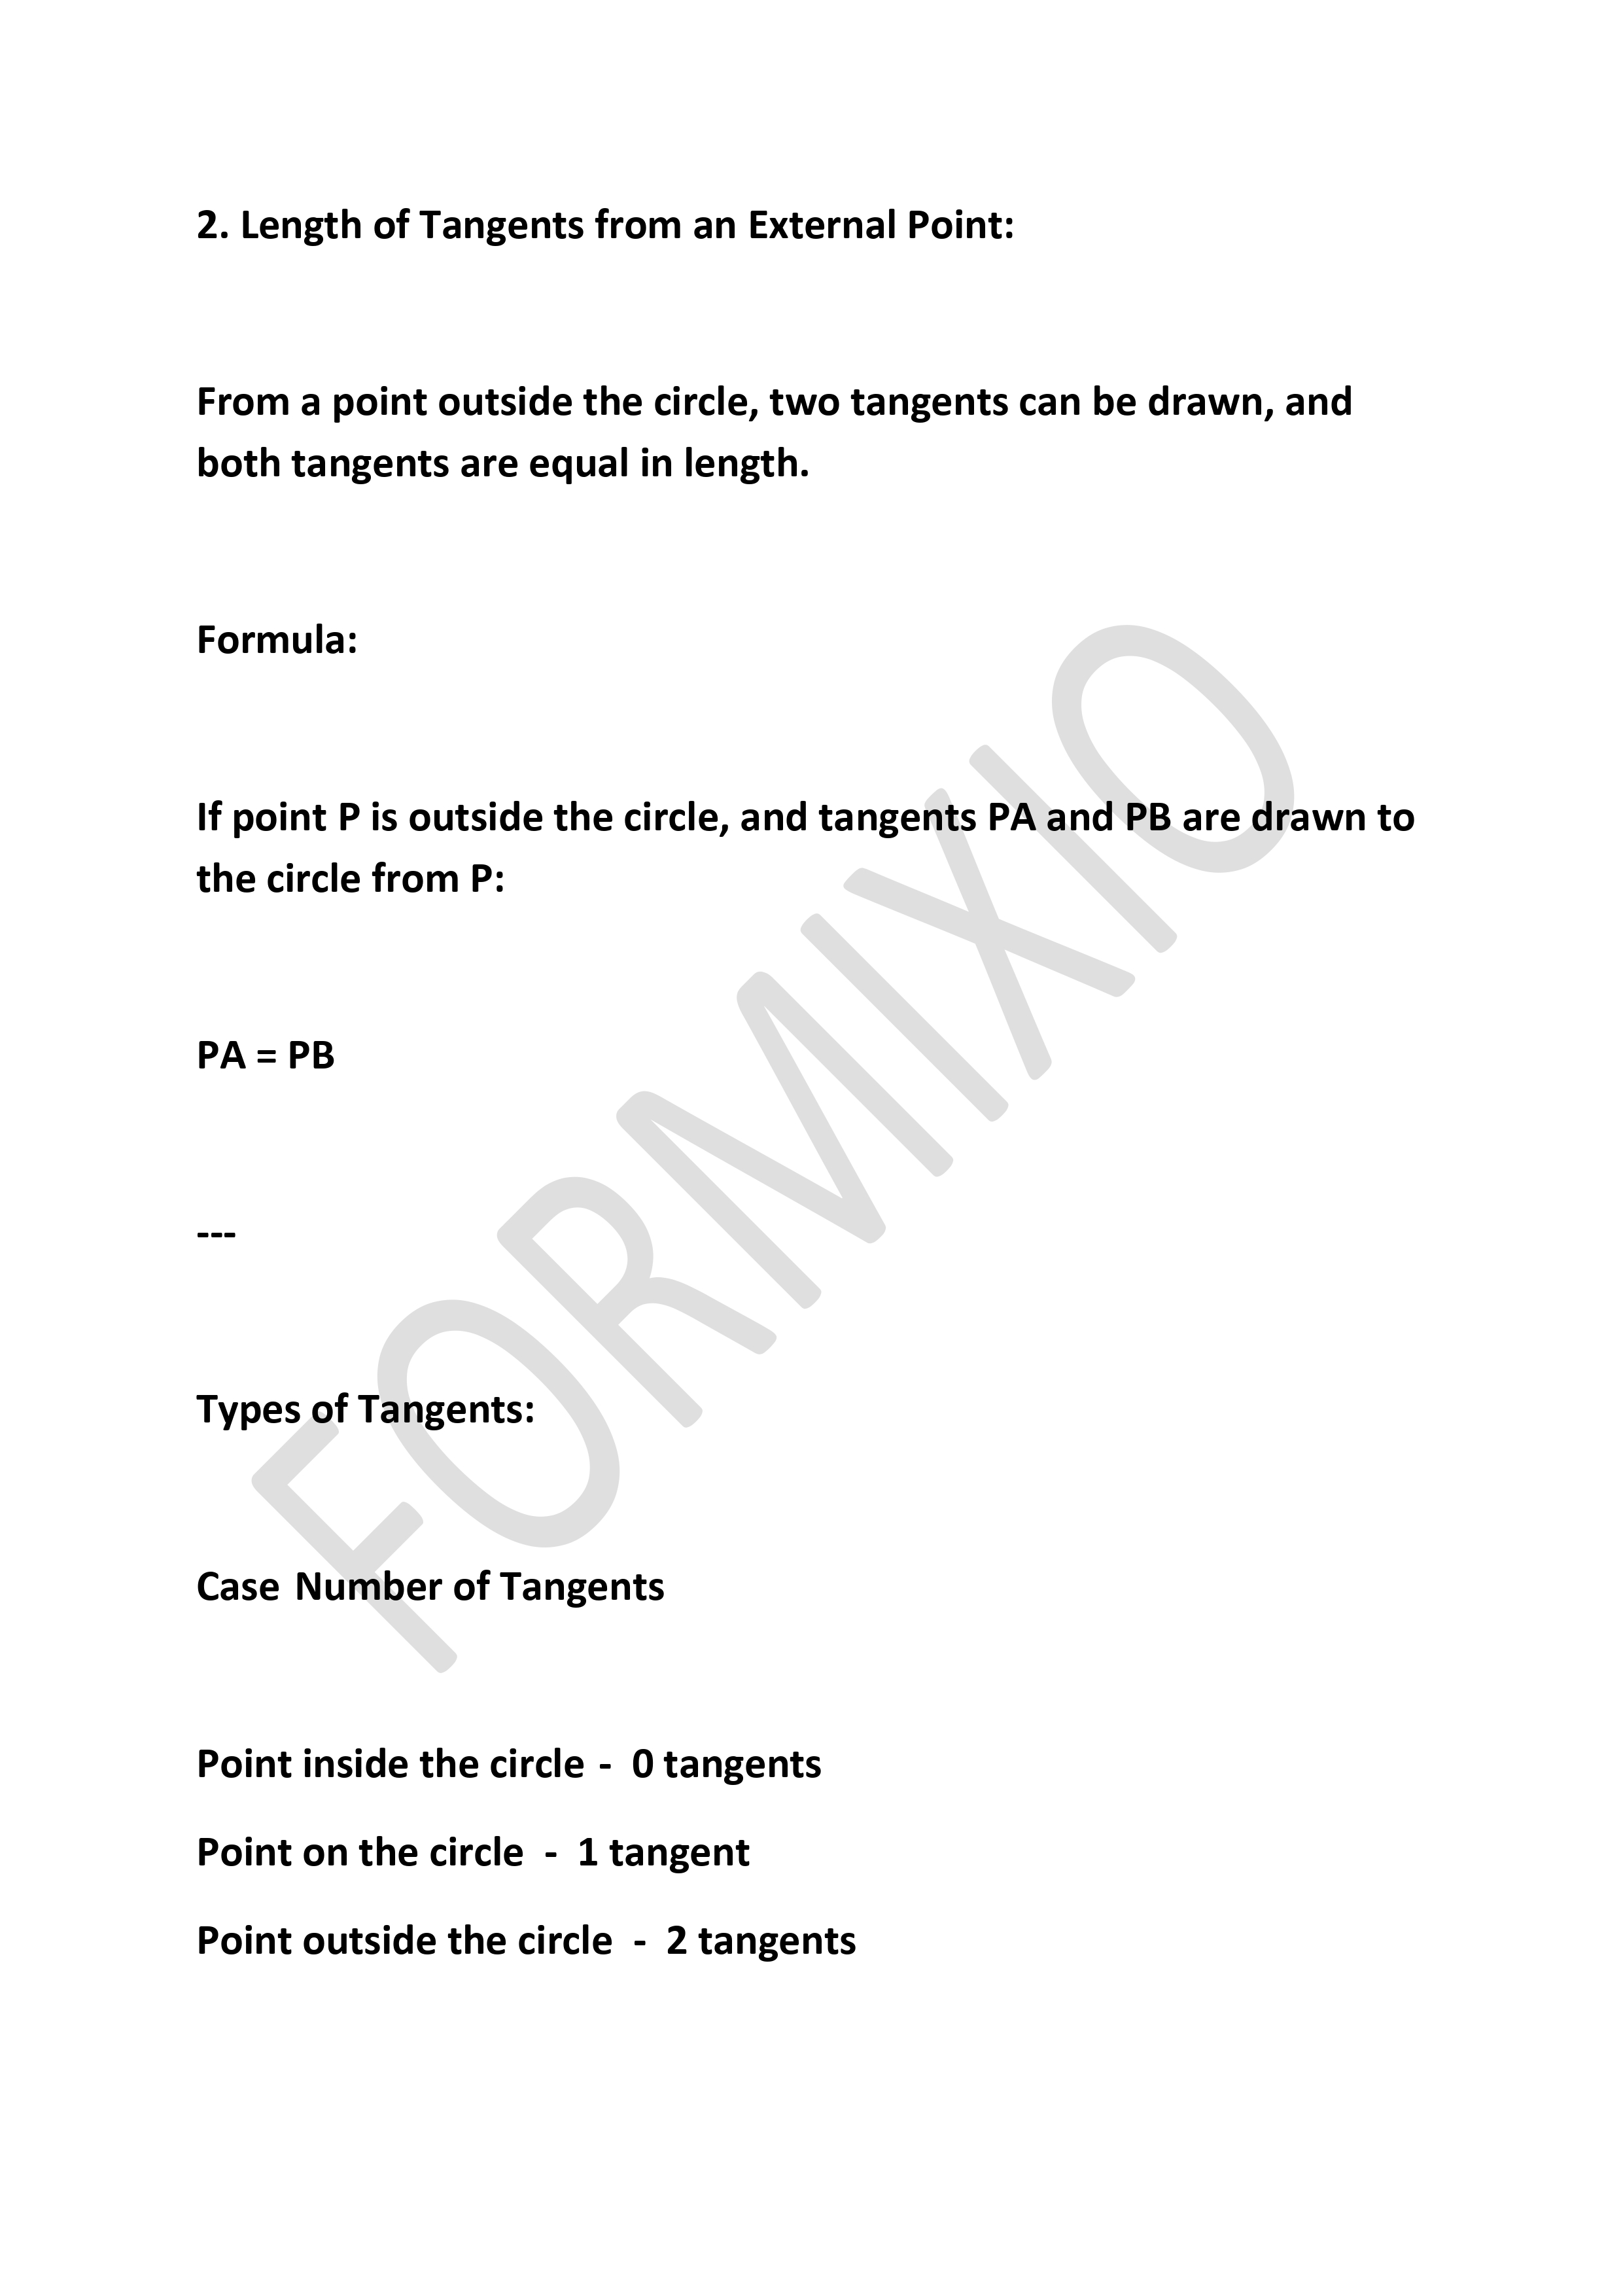 2. Length of Tangents from an External Point:
From a point outside the circle, two tangents can be drawn, and
both tangents are equal in length.
Formula:
If point P is outside the circle, and tangents PA and PB are drawn to
the circle from P:
PA = PB
---
Types of Tangents:
Case Number of Tangents
Point inside the circle - 0 tangents
Point on the circle - 1 tangent
Point outside the circle - 2 tangents
FORMIXIO